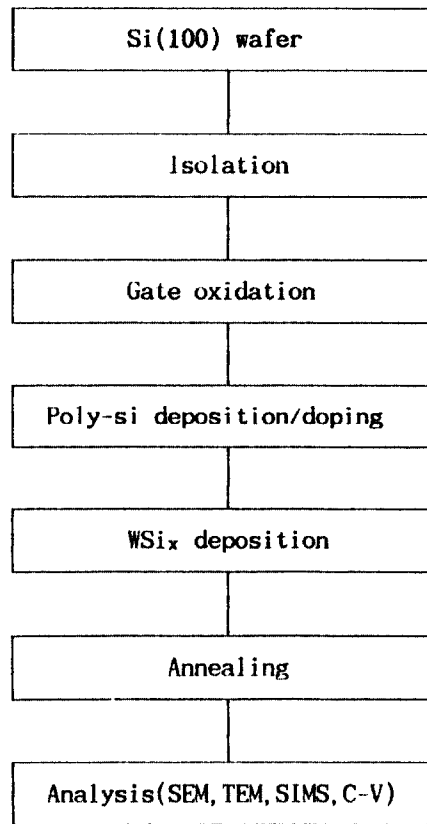 Si(100) wafer
Isolation
Gate oxidation
Poly-si deposition/doping
WSiₓ deposition
Annealing
Analysis(SEM,TEM,SIMS,C-V)